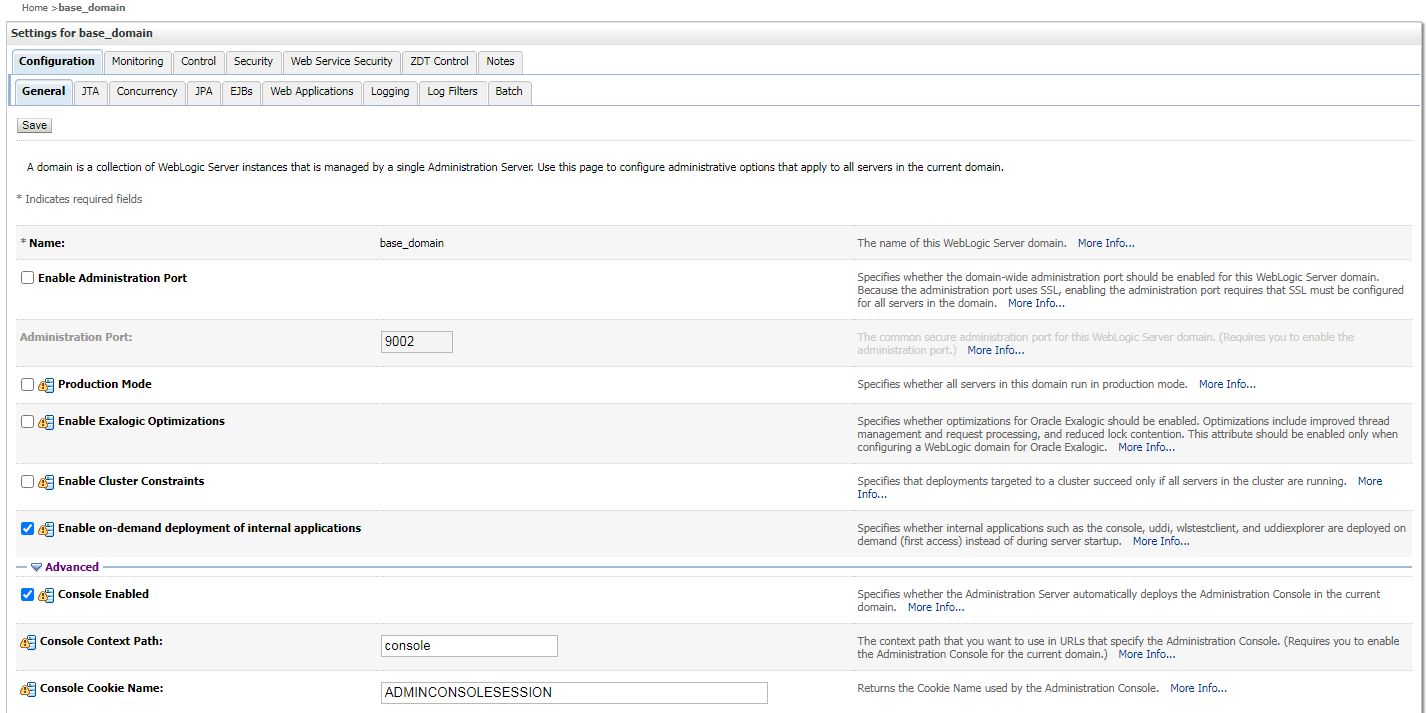 Home >base_domain
Settings for base_domain
Configuration Monitoring Control Security Web Service Security ZDT Control Notes
General JTA Concurrency JPA EJBs Web Applications Logging Log Filters Batch
Save
A domain is a collection of WebLogic Server instances that is managed by a single Administration Server. Use this page to configure administrative options that apply to all servers in the current domain.
* Indicates required fields
* Name: base_domain The name of this WebLogic Server domain. More Info...
Enable Administration Port Specifies whether the domain-wide administration port should be enabled for this WebLogic Server domain.
Because the administration port uses SSL, enabling the administration port requires that SSL must be configured
for all servers in the domain. More Info...
Administration Port: 9002 The common secure administration port for this WebLogic Server domain. (Requires you to enable the
administration port.) More Info...
Production Mode Specifies whether all servers in this domain run in production mode. More Info...
Enable Exalogic Optimizations Specifies whether optimizations for Oracle Exalogic should be enabled. Optimizations include improved thread
management and request processing, and reduced lock contention. This attribute should be enabled only when
configuring a WebLogic domain for Oracle Exalogic. More Info...
Enable Cluster Constraints Specifies that deployments targeted to a cluster succeed only if all servers in the cluster are running. More
Info...
Enable on-demand deployment of internal applications Specifies whether internal applications such as the console, uddi, wlstestclient, and uddiexplorer are deployed on
demand (first access) instead of during server startup. More Info...
Advanced
Console Enabled Specifies whether the Administration Server automatically deploys the Administration Console in the current
domain. More Info...
Console Context Path: console The context path that you want to use in URLs that specify the Administration Console. (Requires you to enable
the Administration Console for the current domain.) More Info...
Console Cookie Name: ADMINCONSOLESESSION Returns the Cookie Name used by the Administration Console. More Info...